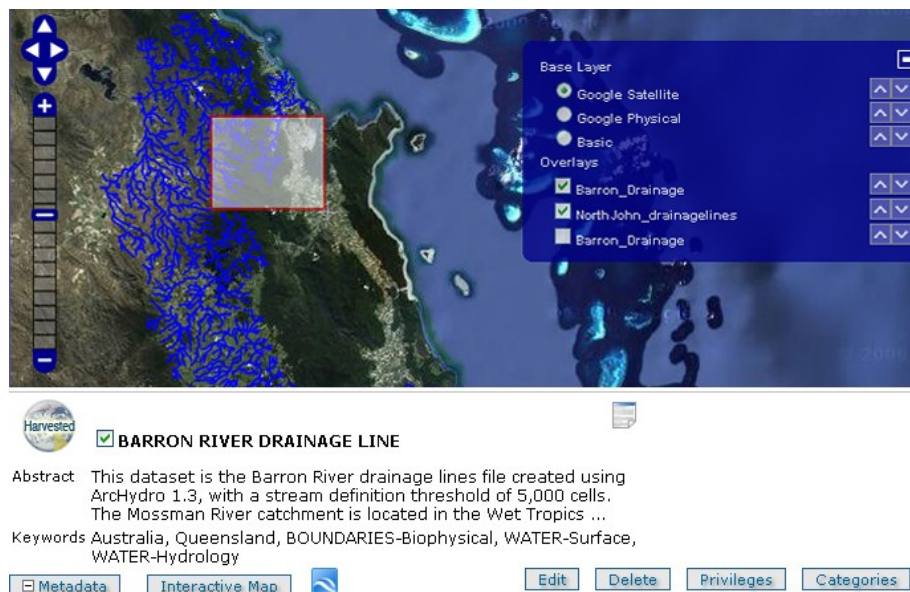 Base Layer
Google Satellite
Google Physical
Basic
Overlays
Barron_Drainage
NorthJohn_drainagelines
Barron_Drainage
Harvested
BARRON RIVER DRAINAGE LINE
Abstract This dataset is the Barron River drainage lines file created using
ArcHydro 1.3, with a stream definition threshold of 5,000 cells.
The Mossman River catchment is located in the Wet Tropics ...
Keywords Australia, Queensland, BOUNDARIES-Biophysical, WATER-Surface,
WATER-Hydrology
Metadata Interactive Map Edit Delete Privileges Categories